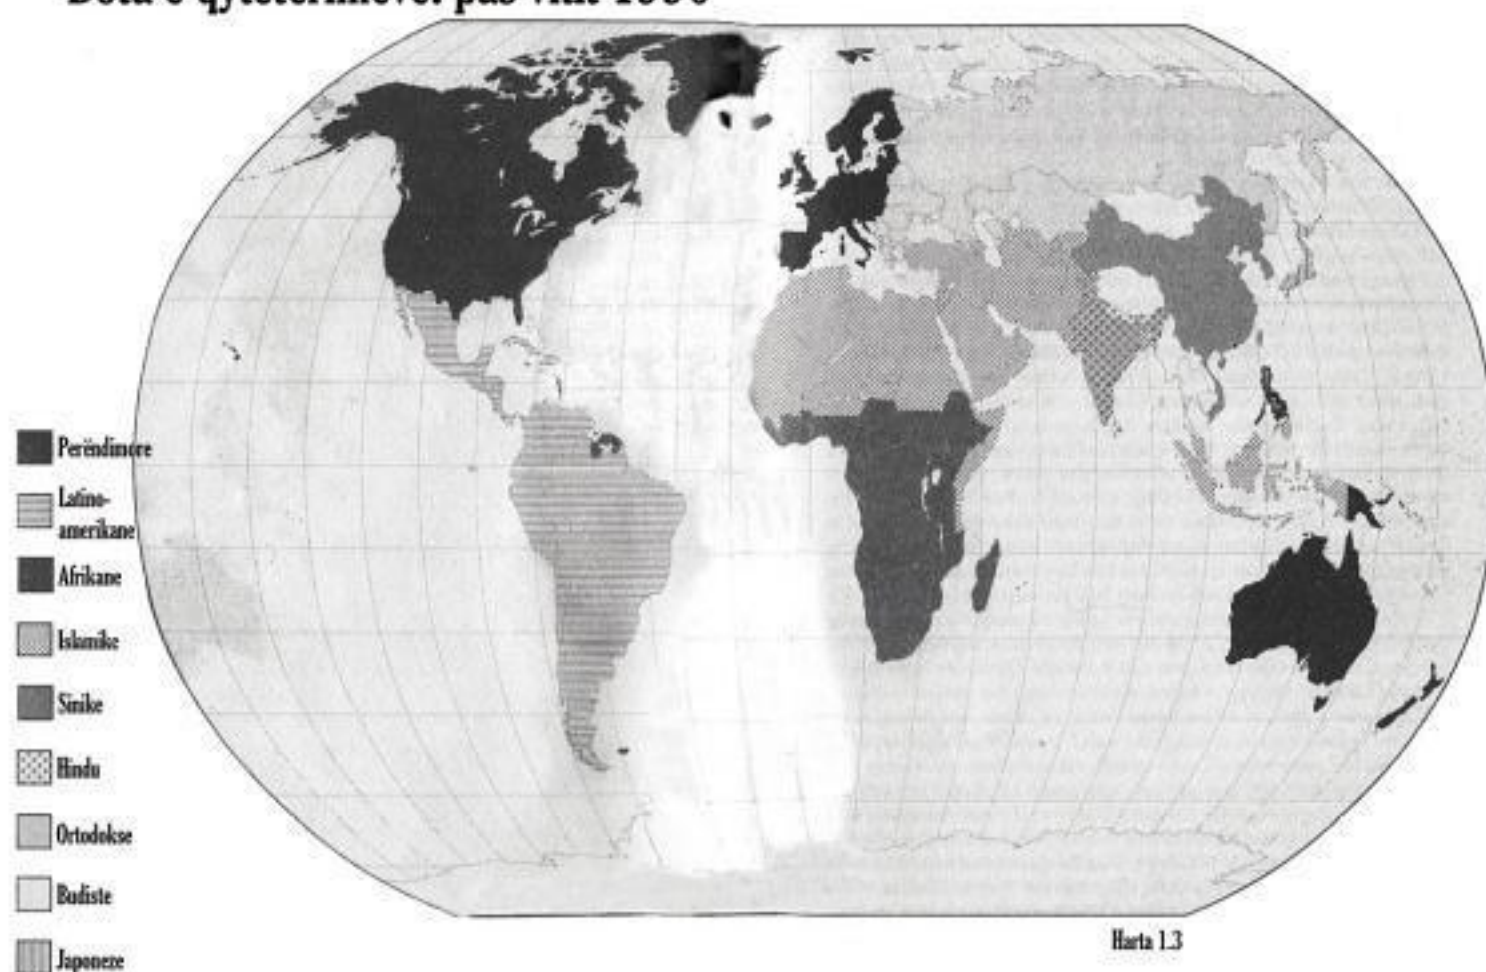 Perëndimore
Latino-
amerikane
Afrikane
Islamike
Sinike
Hindu
Ortodokse
Budiste
Japoneze
Harta 1.3